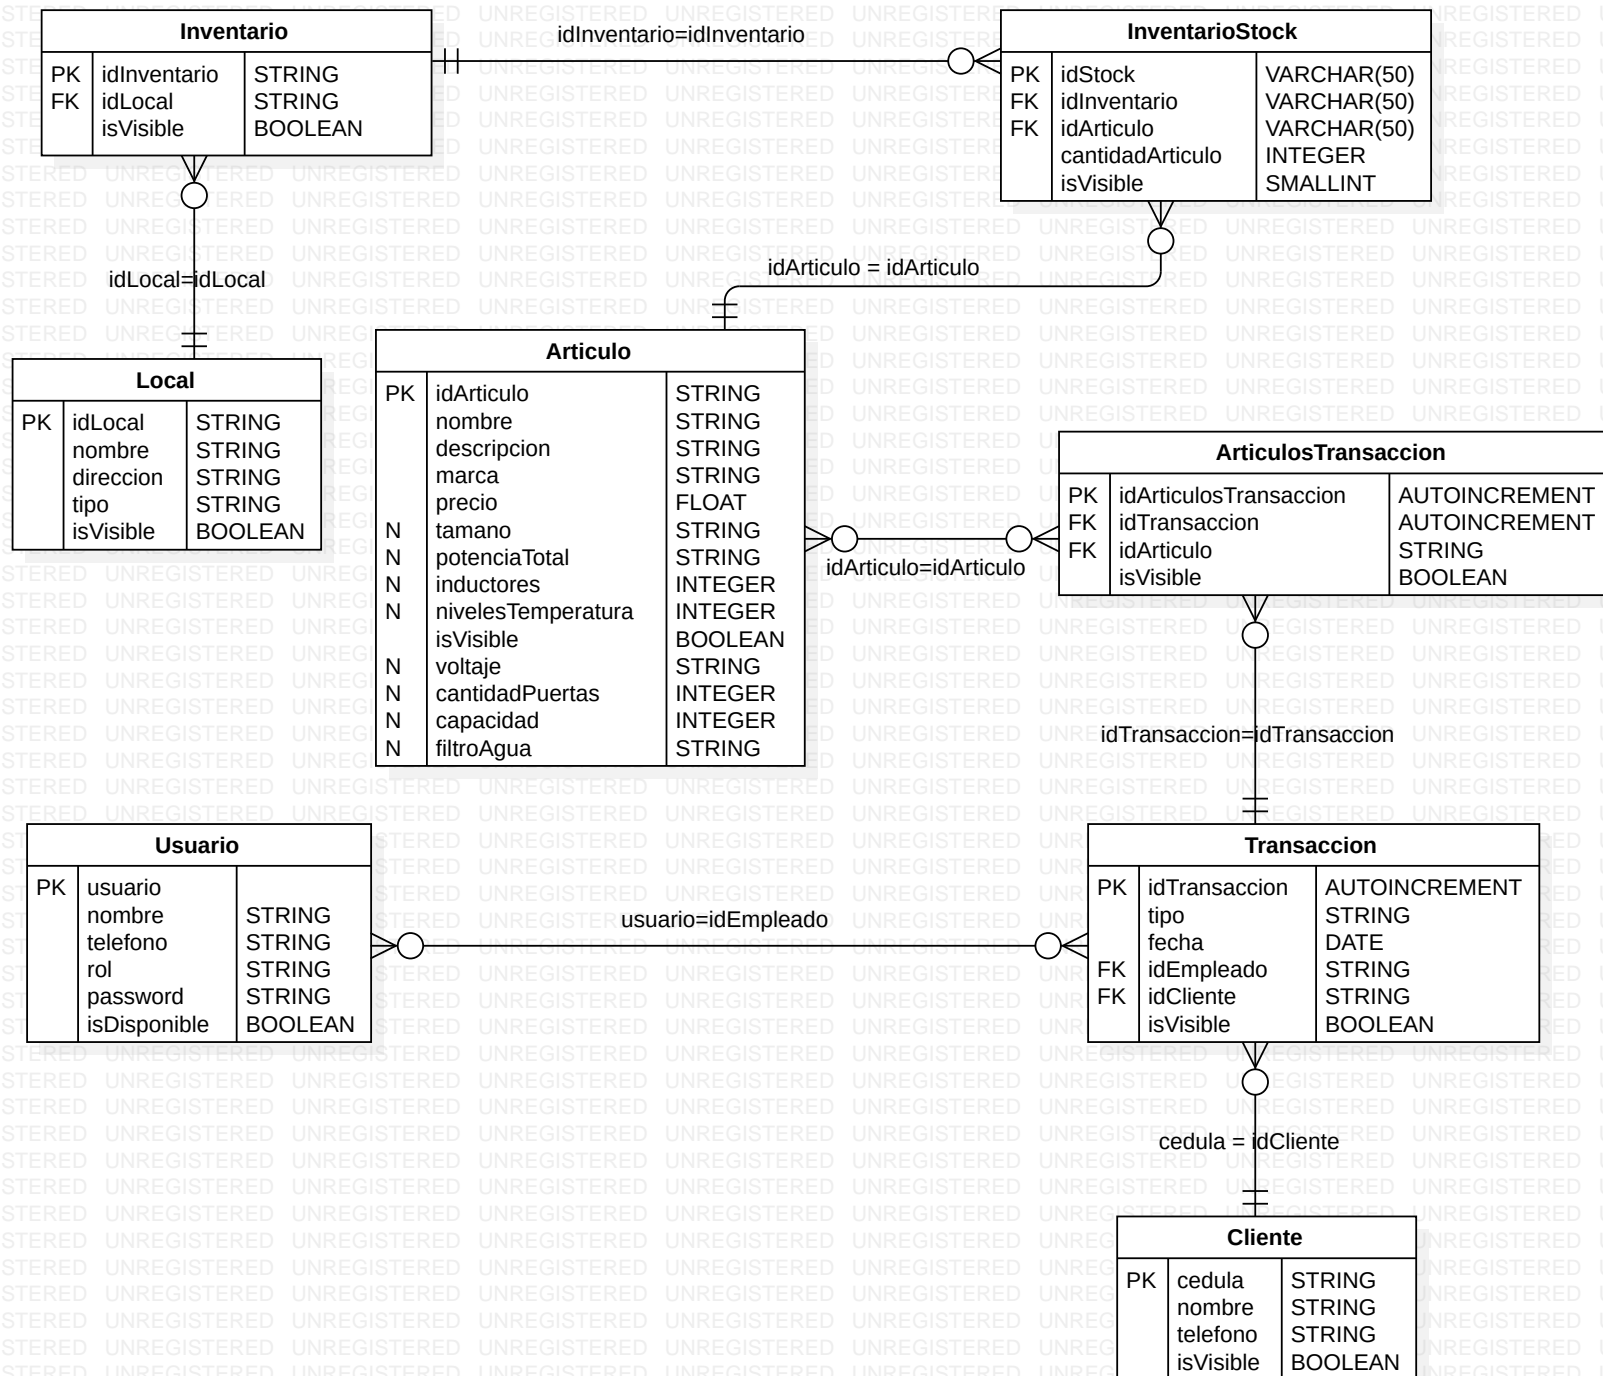 Inventario
PK idInventario STRING
FK idLocal STRING
isVisible BOOLEAN
idInventario=idInventario
InventarioStock
PK idStock VARCHAR(50)
FK idInventario VARCHAR(50)
FK idArticulo VARCHAR(50)
cantidadArticulo INTEGER
isVisible SMALLINT
idLocal=idLocal
idArticulo = idArticulo
Local
PK idLocal STRING
nombre STRING
direccion STRING
tipo STRING
isVisible BOOLEAN
Articulo
PK idArticulo STRING
nombre STRING
descripcion STRING
marca STRING
precio FLOAT
N tamano STRING
N potenciaTotal STRING
N inductores INTEGER
N nivelesTemperatura INTEGER
isVisible BOOLEAN
N voltaje STRING
N cantidadPuertas INTEGER
N capacidad INTEGER
N filtroAgua STRING
idArticulo=idArticulo
ArticulosTransaccion
PK idArticulosTransaccion AUTOINCREMENT
FK idTransaccion AUTOINCREMENT
FK idArticulo STRING
isVisible BOOLEAN
idTransaccion=idTransaccion
Usuario
PK usuario
nombre STRING
telefono STRING
rol STRING
password STRING
isDisponible BOOLEAN
usuario=idEmpleado
Transaccion
PK idTransaccion AUTOINCREMENT
tipo STRING
fecha DATE
FK idEmpleado STRING
FK idCliente STRING
isVisible BOOLEAN
cedula = idCliente
Cliente
PK cedula STRING
nombre STRING
telefono STRING
isVisible BOOLEAN
UNREGISTERED